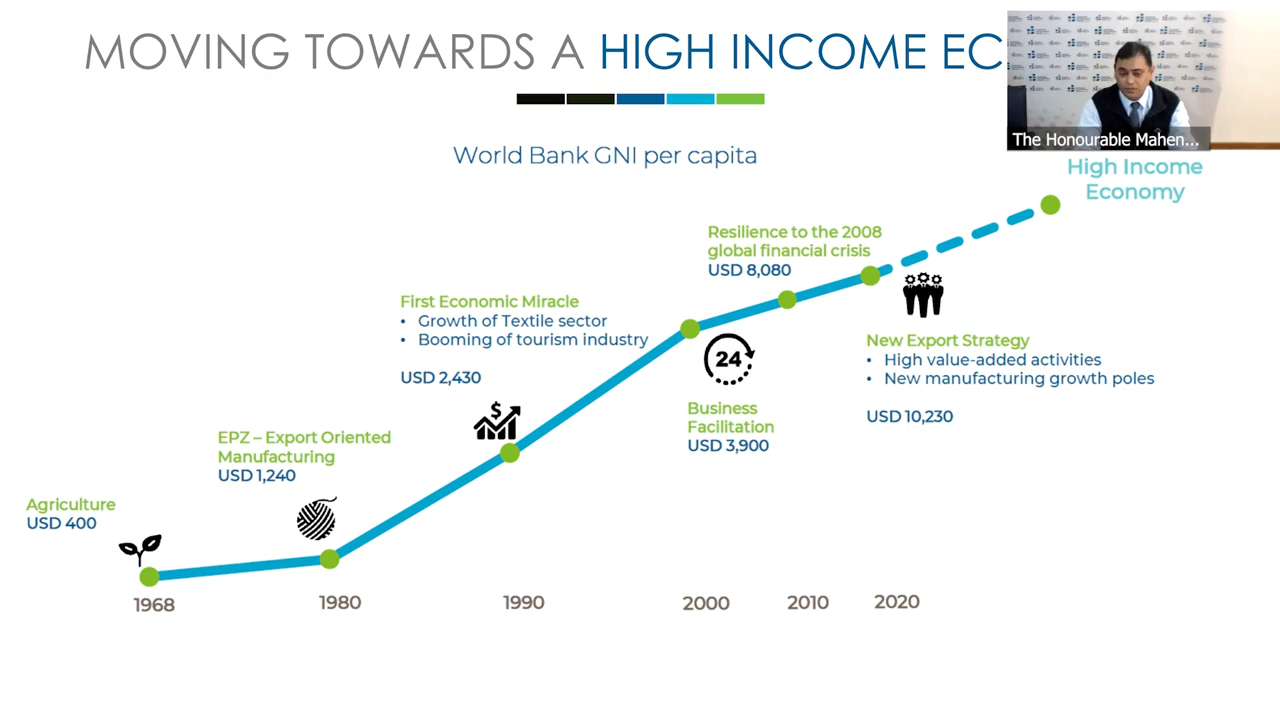 MOVING TOWARDS A HIGH INCOME EC
The Honourable Mahen...
World Bank GNI per capita
High Income
Economy
Resilience to the 2008
global financial crisis
USD 8,080
First Economic Miracle
• Growth of Textile sector
• Booming of tourism industry
USD 2,430
$
24
New Export Strategy
• High value-added activities
• New manufacturing growth poles
USD 10,230
Business
Facilitation
USD 3,900
EPZ – Export Oriented
Manufacturing
USD 1,240
Agriculture
USD 400
1968
1980
1990
2000
2010
2020